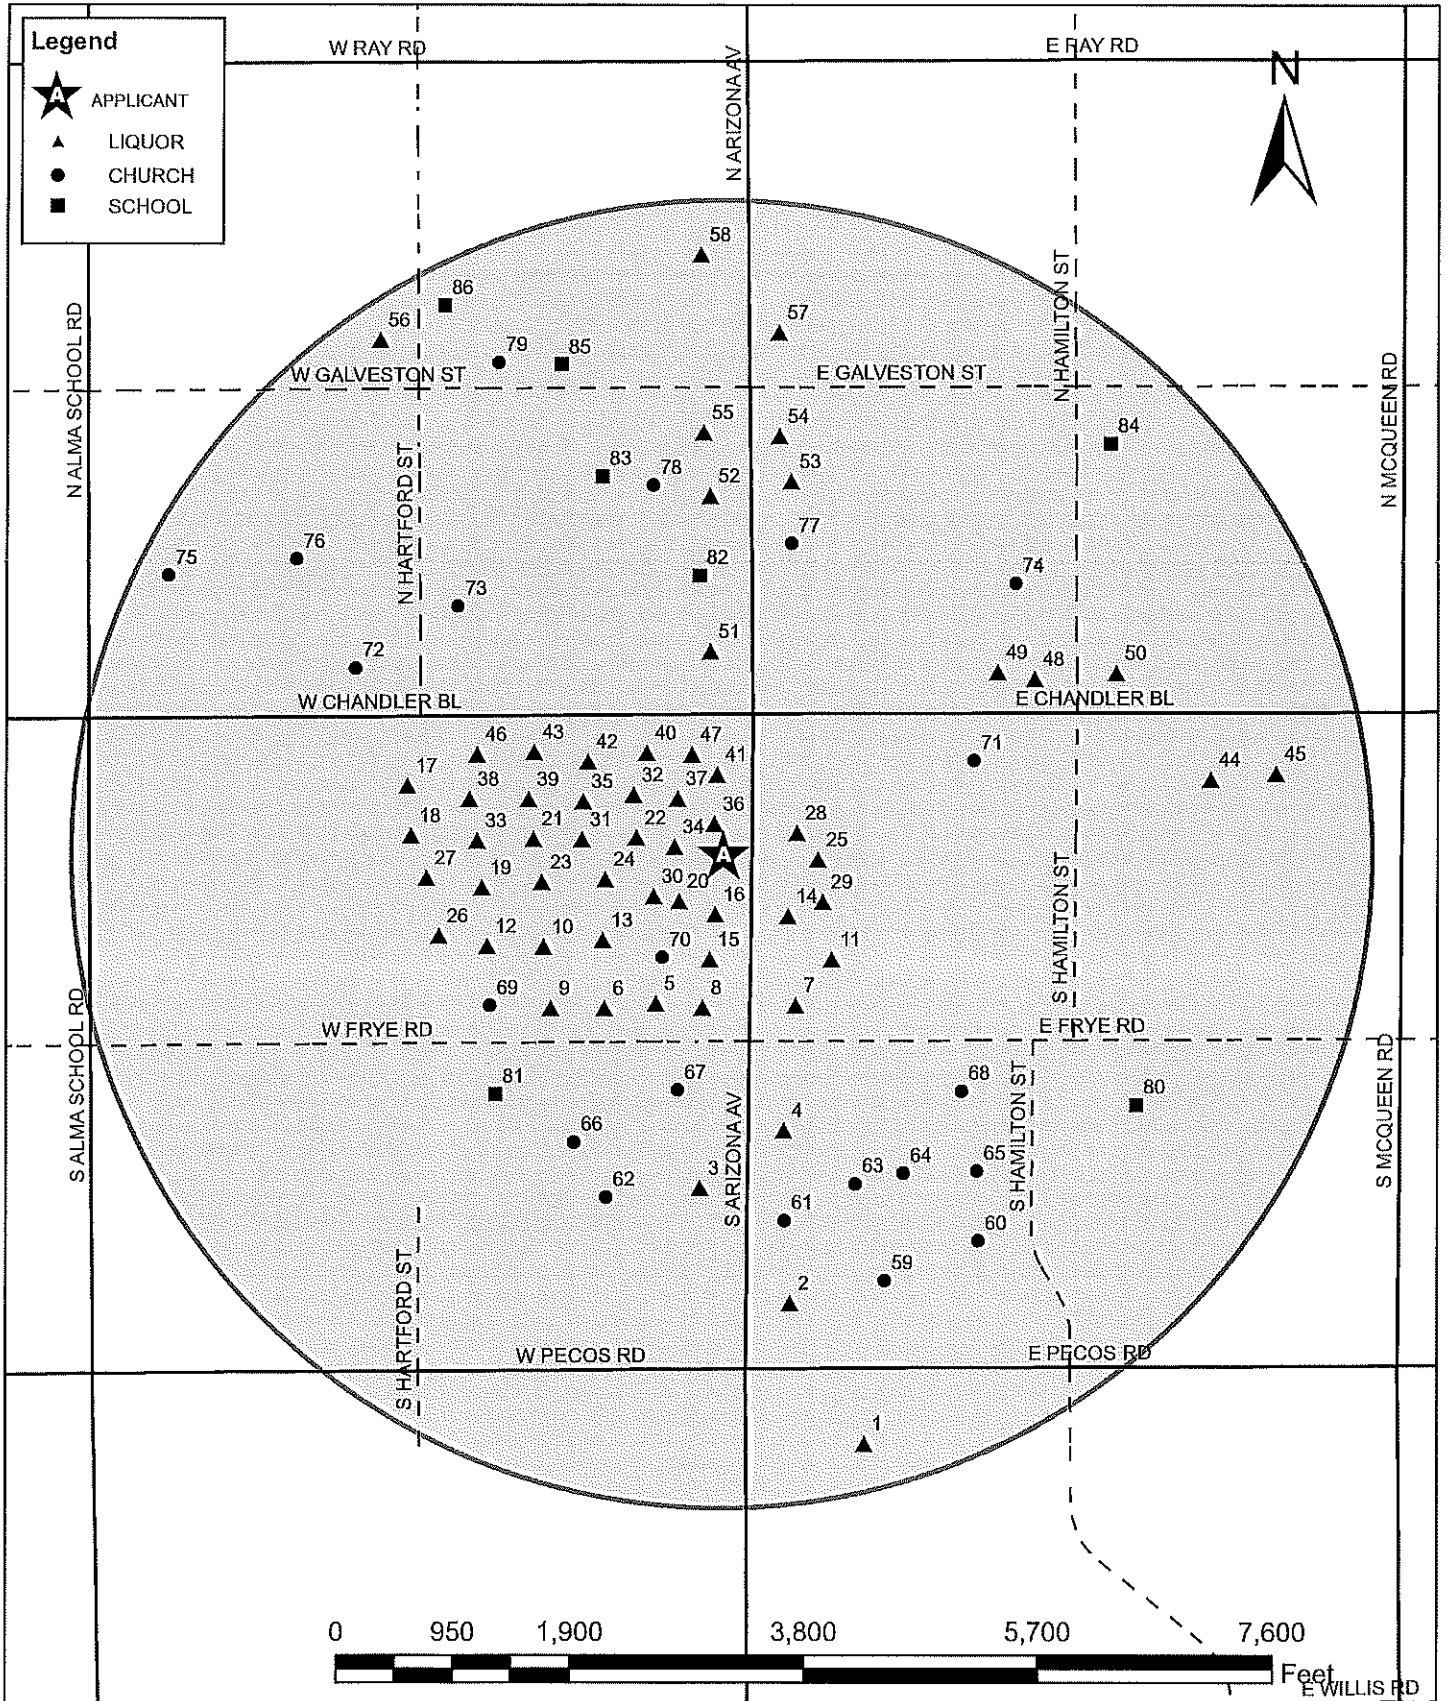 Legend
A APPLICANT
LIQUOR
CHURCH
SCHOOL
W RAY RD
E RAY RD
N ARIZONA AV
N
58
57
86
56
79
85
W GALVESTON ST
E GALVESTON ST
N ALMA SCHOOL RD
N HAMILTON ST
N MCQUEEN RD
N HARTFORD ST
55
54
84
83
78
52
53
77
75
76
82
74
73
51
72
49
48
50
W CHANDLER BL
E CHANDLER BL
46
43
42
40
47
41
71
44
45
17
38
39
35
32
37
36
18
33
21
31
22
34
28
A
25
27
19
23
24
30
20
16
14
29
26
12
10
13
70
15
11
69
9
6
5
8
7
S HAMILTON ST
W FRYE RD
E FRYE RD
S ALMA SCHOOL RD
S MCQUEEN RD
81
67
68
80
66
4
S ARIZONA AV
S HAMILTON ST
62
3
63
64
65
61
60
59
2
S HARTFORD ST
W PECOS RD
E PECOS RD
1
0 950 1,900 3,800 5,700 7,600
Feet
E WILLIS RD